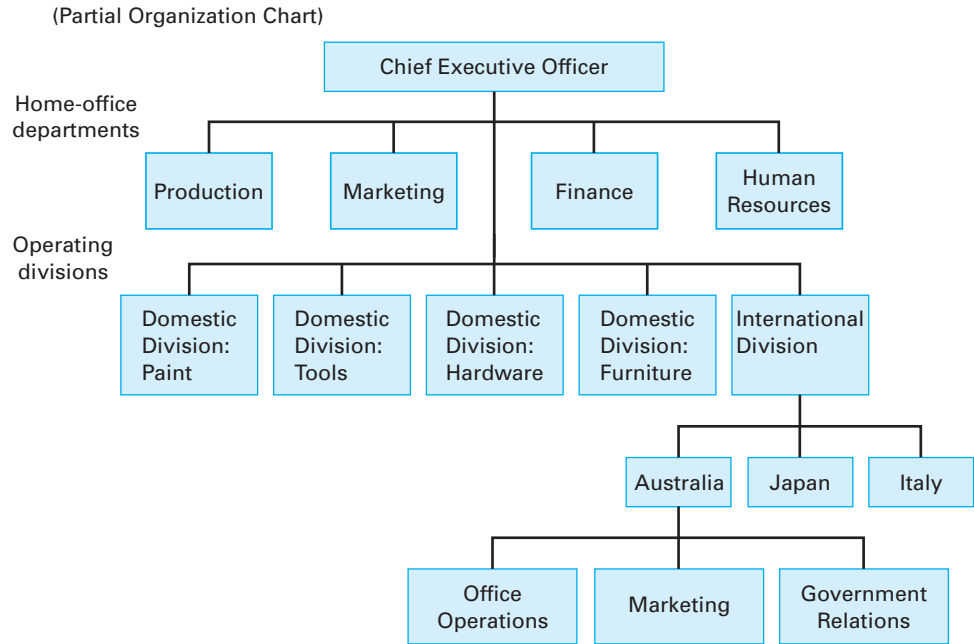 (Partial Organization Chart)
Chief Executive Officer
Home-office
departments
Production
Marketing
Finance
Human
Resources
Operating
divisions
Domestic
Division:
Paint
Domestic
Division:
Tools
Domestic
Division:
Hardware
Domestic
Division:
Furniture
International
Division
Australia
Japan
Italy
Office
Operations
Marketing
Government
Relations